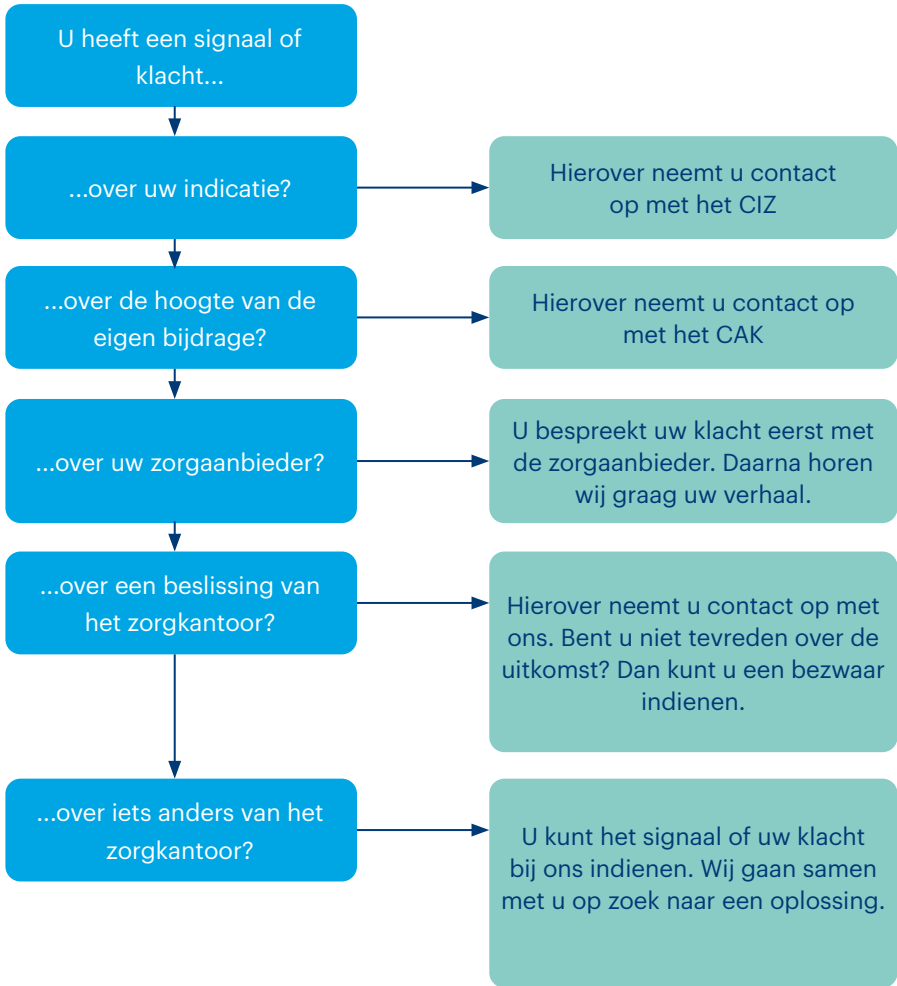 U heeft een signaal of
klacht...
...over uw indicatie?
Hierover neemt u contact
op met het CIZ
...over de hoogte van de
eigen bijdrage?
Hierover neemt u contact op
met het CAK
...over uw zorgaanbieder?
U bespreekt uw klacht eerst met
de zorgaanbieder. Daarna horen
wij graag uw verhaal.
...over een beslissing van
het zorgkantoor?
Hierover neemt u contact op met
ons. Bent u niet tevreden over de
uitkomst? Dan kunt u een bezwaar
indienen.
...over iets anders van het
zorgkantoor?
U kunt het signaal of uw klacht
bij ons indienen. Wij gaan samen
met u op zoek naar een oplossing.